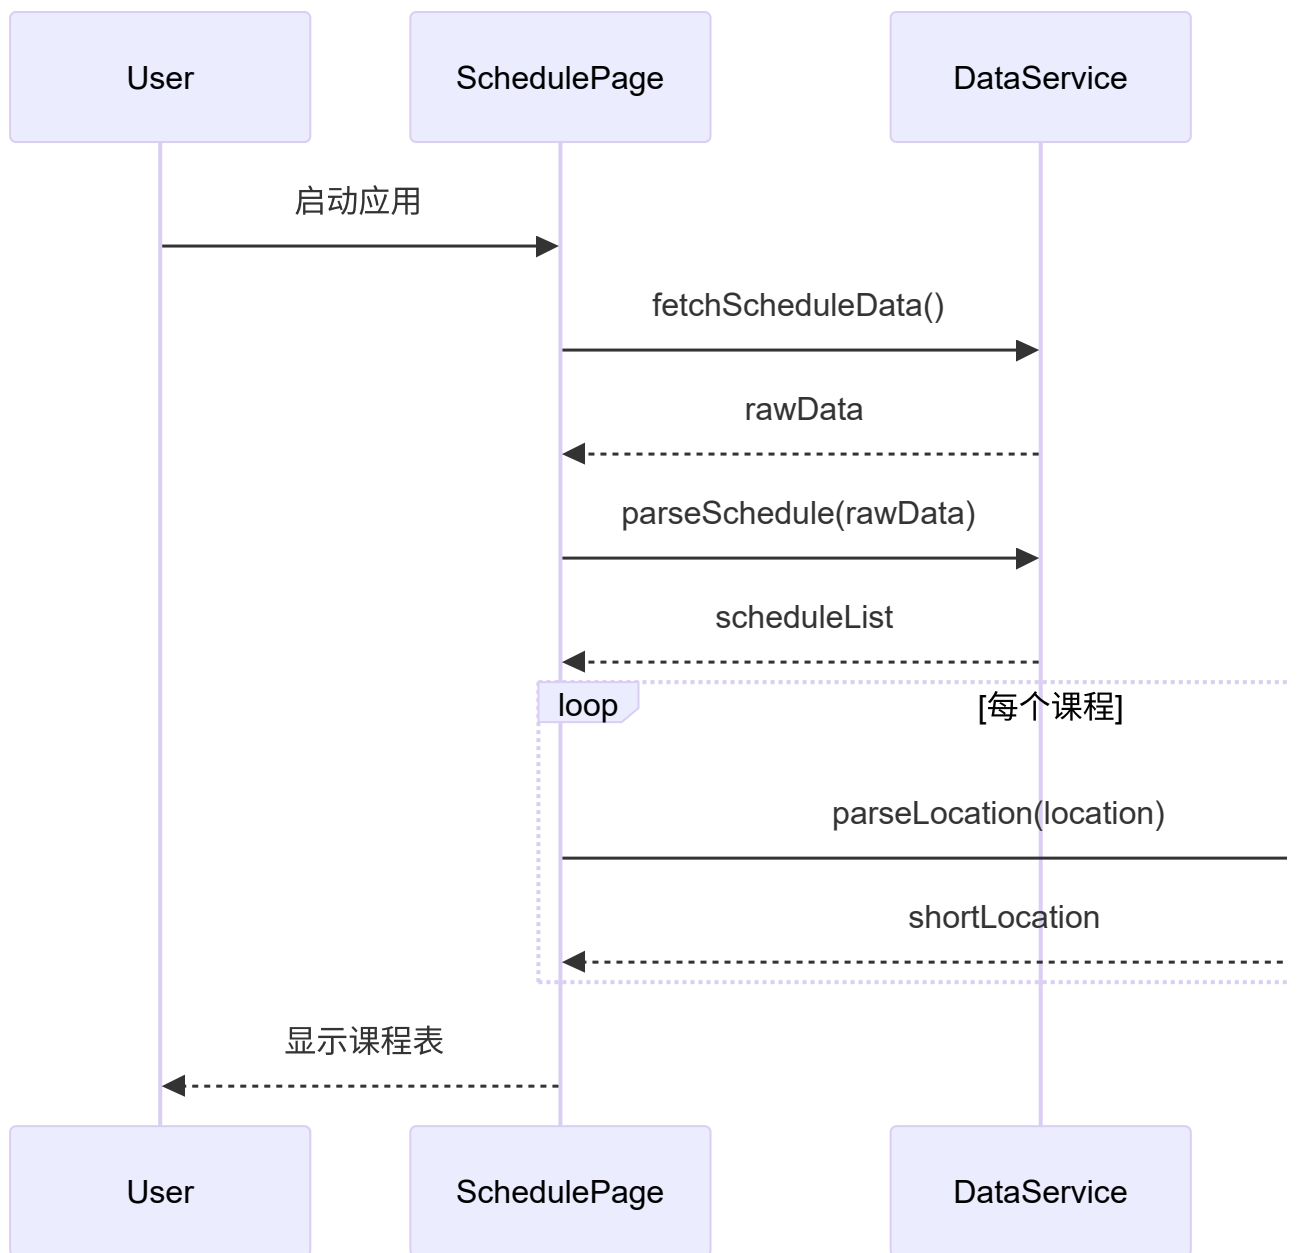 User
SchedulePage
DataService
启动应用
fetchScheduleData()
rawData
parseSchedule(rawData)
scheduleList
loop
[每个课程]
parseLocation(location)
shortLocation
显示课程表
User
SchedulePage
DataService